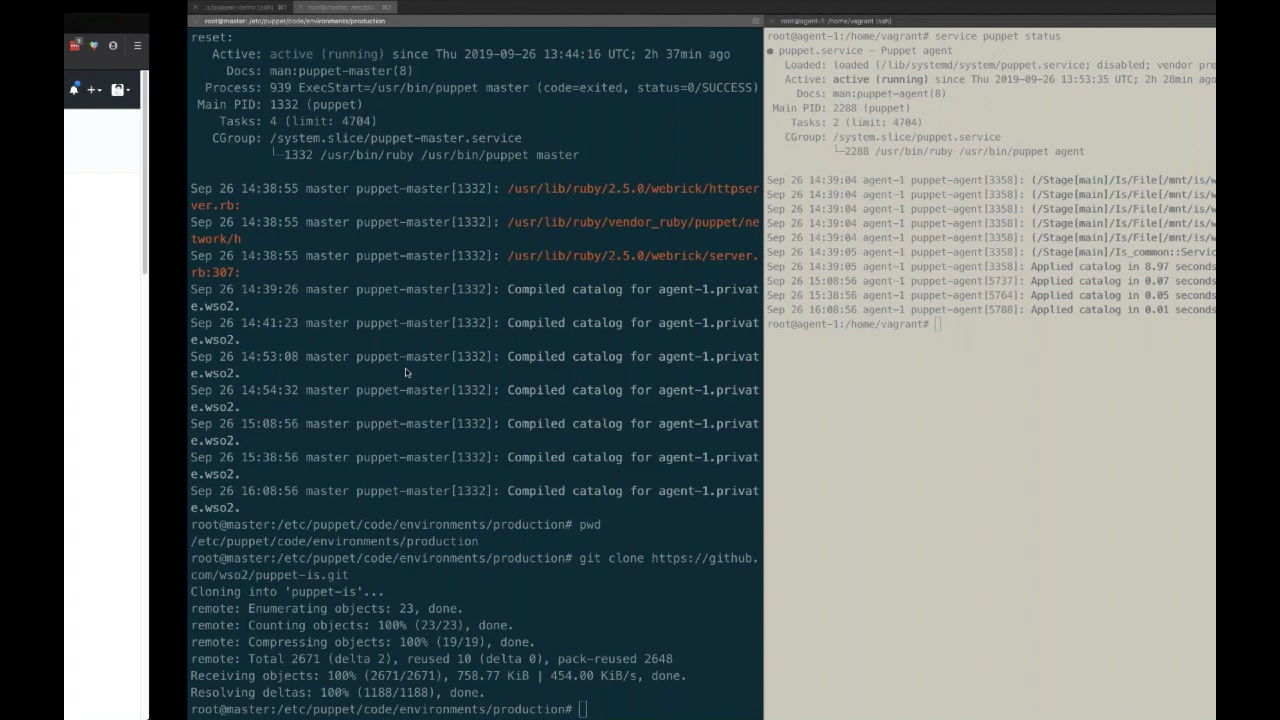 ..s/puppet-demo (zsh) ⌘1
root@master: /etc/pu... ⌘2
root@master: /etc/puppet/code/environments/production
reset:
Active: active (running) since Thu 2019-09-26 13:44:16 UTC; 2h 37min ago
Docs: man:puppet-master(8)
Process: 939 ExecStart=/usr/bin/puppet master (code=exited, status=0/SUCCESS)
Main PID: 1332 (puppet)
Tasks: 4 (limit: 4704)
CGroup: /system.slice/puppet-master.service
└─1332 /usr/bin/ruby /usr/bin/puppet master
Sep 26 14:38:55 master puppet-master[1332]: /usr/lib/ruby/2.5.0/webrick/httpse
rver.rb:
Sep 26 14:38:55 master puppet-master[1332]: /usr/lib/ruby/vendor_ruby/puppet/ne
twork/h
Sep 26 14:38:55 master puppet-master[1332]: /usr/lib/ruby/2.5.0/webrick/server.
rb:307:
Sep 26 14:39:26 master puppet-master[1332]: Compiled catalog for agent-1.privat
e.wso2.
Sep 26 14:41:23 master puppet-master[1332]: Compiled catalog for agent-1.privat
e.wso2.
Sep 26 14:53:08 master puppet-master[1332]: Compiled catalog for agent-1.privat
e.wso2.
Sep 26 14:54:32 master puppet-master[1332]: Compiled catalog for agent-1.privat
e.wso2.
Sep 26 15:08:56 master puppet-master[1332]: Compiled catalog for agent-1.privat
e.wso2.
Sep 26 15:38:56 master puppet-master[1332]: Compiled catalog for agent-1.privat
e.wso2.
Sep 26 16:08:56 master puppet-master[1332]: Compiled catalog for agent-1.privat
e.wso2.
root@master:/etc/puppet/code/environments/production# pwd
/etc/puppet/code/environments/production
root@master:/etc/puppet/code/environments/production# git clone https://github.
com/wso2/puppet-is.git
Cloning into 'puppet-is'...
remote: Enumerating objects: 23, done.
remote: Counting objects: 100% (23/23), done.
remote: Compressing objects: 100% (19/19), done.
remote: Total 2671 (delta 2), reused 10 (delta 0), pack-reused 2648
Receiving objects: 100% (2671/2671), 758.77 KiB | 454.00 KiB/s, done.
Resolving deltas: 100% (1188/1188), done.
root@master:/etc/puppet/code/environments/production#
root@agent-1: /home/vagrant (ssh)
root@agent-1:/home/vagrant# service puppet status
● puppet.service - Puppet agent
Loaded: loaded (/lib/systemd/system/puppet.service; disabled; vendor pre
Active: active (running) since Thu 2019-09-26 13:53:35 UTC; 2h 28min ago
Docs: man:puppet-agent(8)
Main PID: 2288 (puppet)
Tasks: 2 (limit: 4704)
CGroup: /system.slice/puppet.service
└─2288 /usr/bin/ruby /usr/bin/puppet agent
Sep 26 14:39:04 agent-1 puppet-agent[3358]: (/Stage[main]/Is/File[/mnt/is/w
Sep 26 14:39:04 agent-1 puppet-agent[3358]: (/Stage[main]/Is/File[/mnt/is/w
Sep 26 14:39:04 agent-1 puppet-agent[3358]: (/Stage[main]/Is/File[/mnt/is/w
Sep 26 14:39:04 agent-1 puppet-agent[3358]: (/Stage[main]/Is/File[/mnt/is/w
Sep 26 14:39:04 agent-1 puppet-agent[3358]: (/Stage[main]/Is/File[/mnt/is/w
Sep 26 14:39:05 agent-1 puppet-agent[3358]: (/Stage[main]/Is_common::Servic
Sep 26 14:39:05 agent-1 puppet-agent[3358]: Applied catalog in 8.97 seconds
Sep 26 15:08:56 agent-1 puppet-agent[5737]: Applied catalog in 0.07 seconds
Sep 26 15:38:56 agent-1 puppet-agent[5764]: Applied catalog in 0.05 seconds
Sep 26 16:08:56 agent-1 puppet-agent[5788]: Applied catalog in 0.01 seconds
root@agent-1:/home/vagrant#